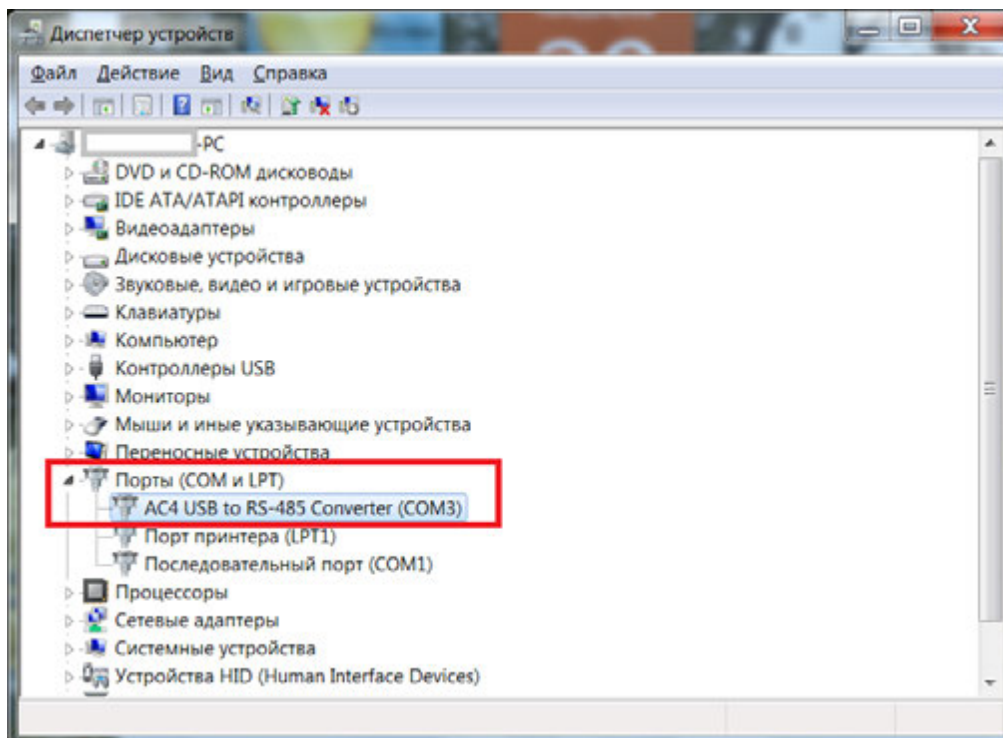 Диспетчер устройств
Файл Действие Вид Справка
-PC
DVD и CD-ROM дисководы
IDE ATA/ATAPI контроллеры
Видеоадаптеры
Дисковые устройства
Звуковые, видео и игровые устройства
Клавиатуры
Компьютер
Контроллеры USB
Мониторы
Мыши и иные указывающие устройства
Переносные устройства
Порты (COM и LPT)
AC4 USB to RS-485 Converter (COM3)
Порт принтера (LPT1)
Последовательный порт (COM1)
Процессоры
Сетевые адаптеры
Системные устройства
Устройства HID (Human Interface Devices)